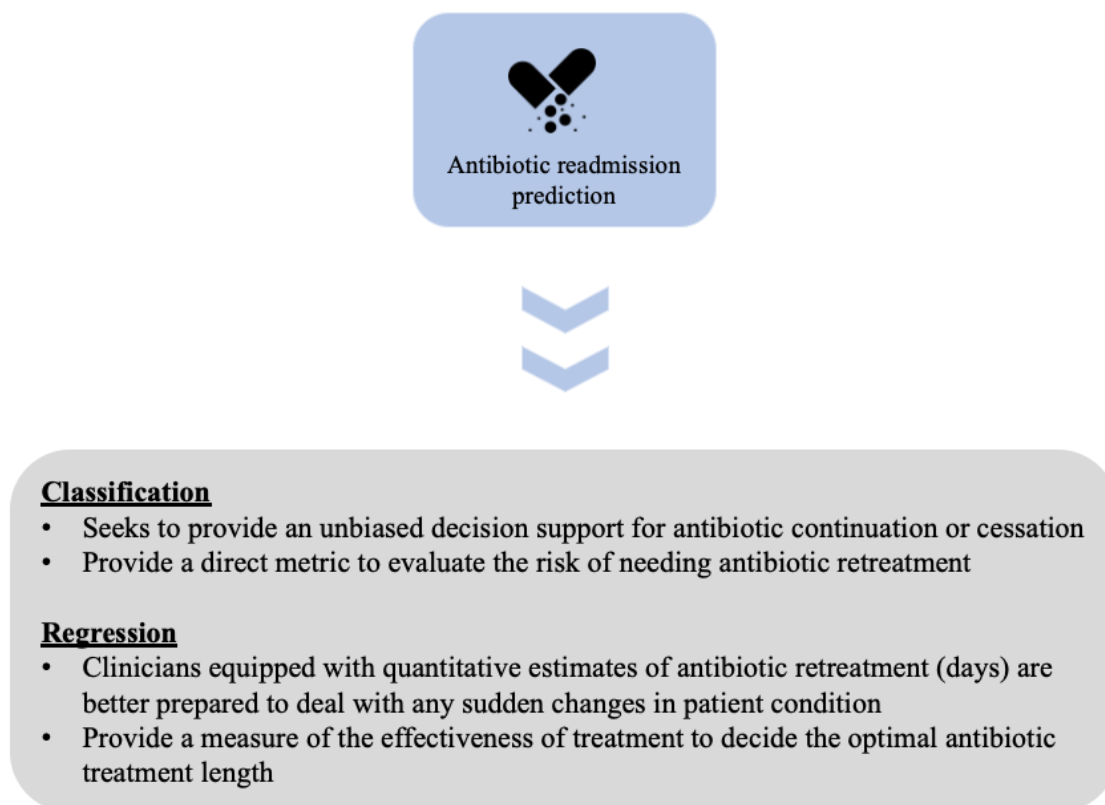 Antibiotic readmission
prediction
Classification
• Seeks to provide an unbiased decision support for antibiotic continuation or cessation
• Provide a direct metric to evaluate the risk of needing antibiotic retreatment
Regression
• Clinicians equipped with quantitative estimates of antibiotic retreatment (days) are
better prepared to deal with any sudden changes in patient condition
• Provide a measure of the effectiveness of treatment to decide the optimal antibiotic
treatment length